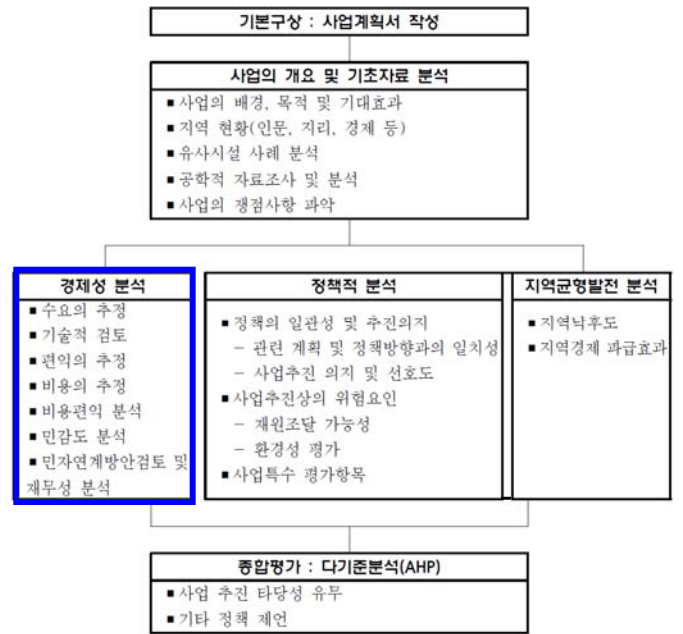 기본구상 : 사업계획서 작성
사업의 개요 및 기초자료 분석
■ 사업의 배경, 목적 및 기대효과
■ 지역 현황(인문, 지리, 경제 등)
■ 유사시설 사례 분석
■ 공학적 자료조사 및 분석
■ 사업의 쟁점사항 파악
경제성 분석
■ 수요의 추정
■ 기술적 검토
■ 편익의 추정
■ 비용의 추정
■ 비용편익 분석
■ 민감도 분석
■ 민자연계방안검토 및
재무성 분석
정책적 분석
■ 정책의 일관성 및 추진의지
– 관련 계획 및 정책방향과의 일치성
– 사업추진 의지 및 선호도
■ 사업추진상의 위험요인
– 재원조달 가능성
– 환경성 평가
■ 사업특수 평가항목
지역균형발전 분석
■ 지역낙후도
■ 지역경제 파급효과
종합평가 : 다기준분석(AHP)
■ 사업 추진 타당성 유무
■ 기타 정책 제언